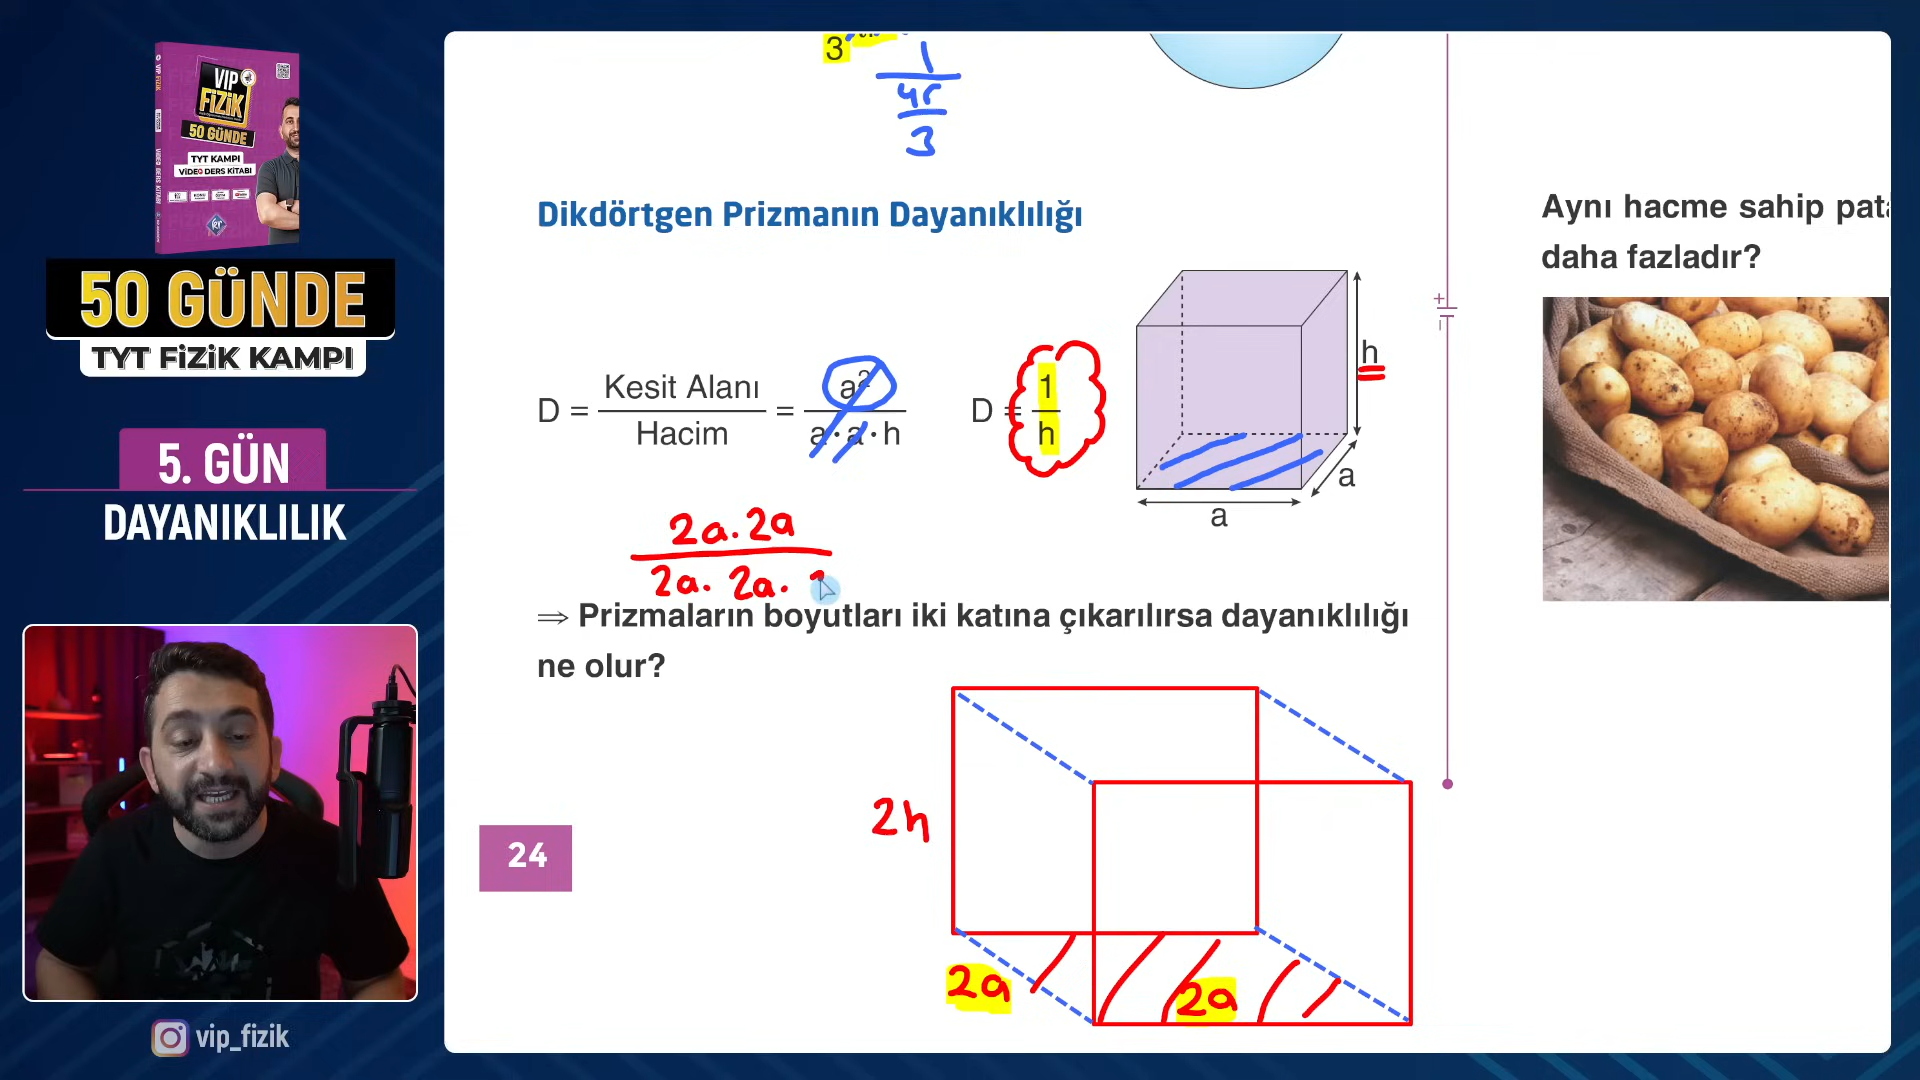 VIP
FİZİK
50 GÜNDE
TYT KAMPI
VİDEO DERS KİTABI
50 GÜNDE
TYT FİZİK KAMPI
5. GÜN
DAYANIKLILIK
vip_fizik
3
1
4r
3
Dikdörtgen Prizmanın Dayanıklılığı
D = Kesit Alanı / Hacim = a² / a · a · h
D = 1 / h
h
a
a
2a. 2a
2a. 2a.
⇒ Prizmaların boyutları iki katına çıkarılırsa dayanıklılığı
ne olur?
2h
2a
2a
24
+
−
Aynı hacme sahip pata
daha fazladır?